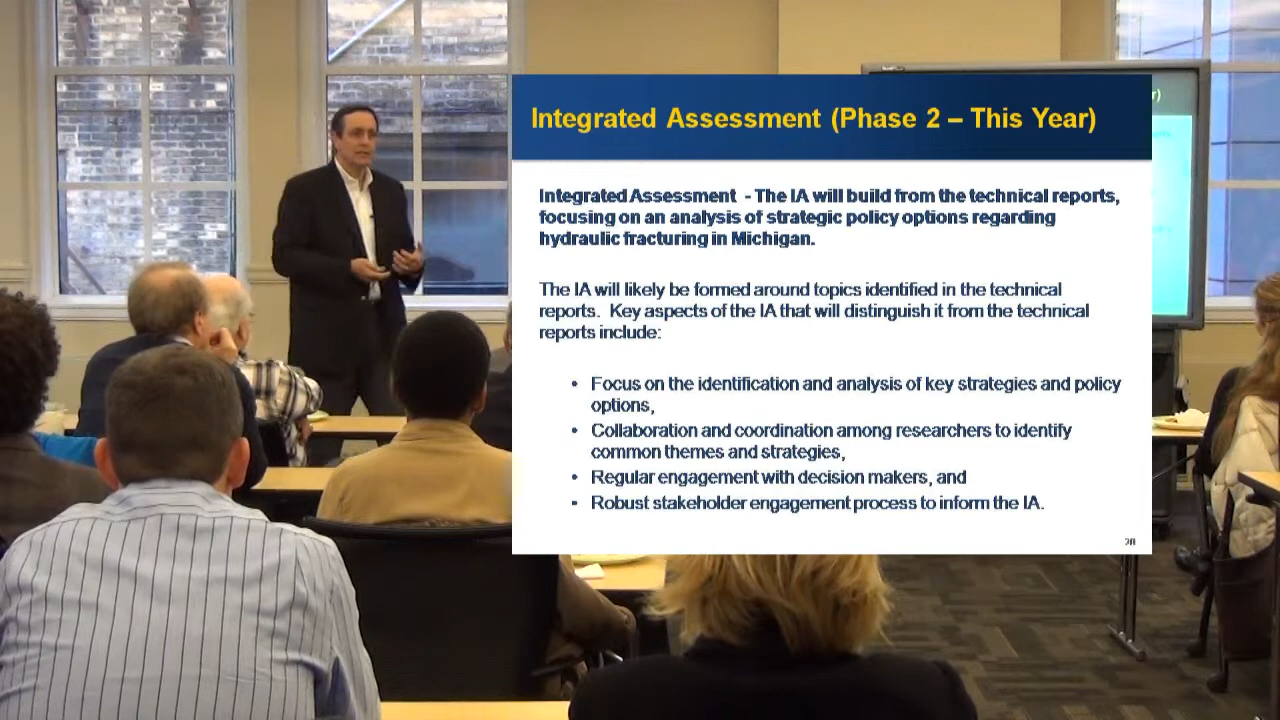 Integrated Assessment (Phase 2 – This Year)
Integrated Assessment - The IA will build from the technical reports,
focusing on an analysis of strategic policy options regarding
hydraulic fracturing in Michigan.
The IA will likely be formed around topics identified in the technical
reports. Key aspects of the IA that will distinguish it from the technical
reports include:
• Focus on the identification and analysis of key strategies and policy
options,
• Collaboration and coordination among researchers to identify
common themes and strategies,
• Regular engagement with decision makers, and
• Robust stakeholder engagement process to inform the IA.
20
r)